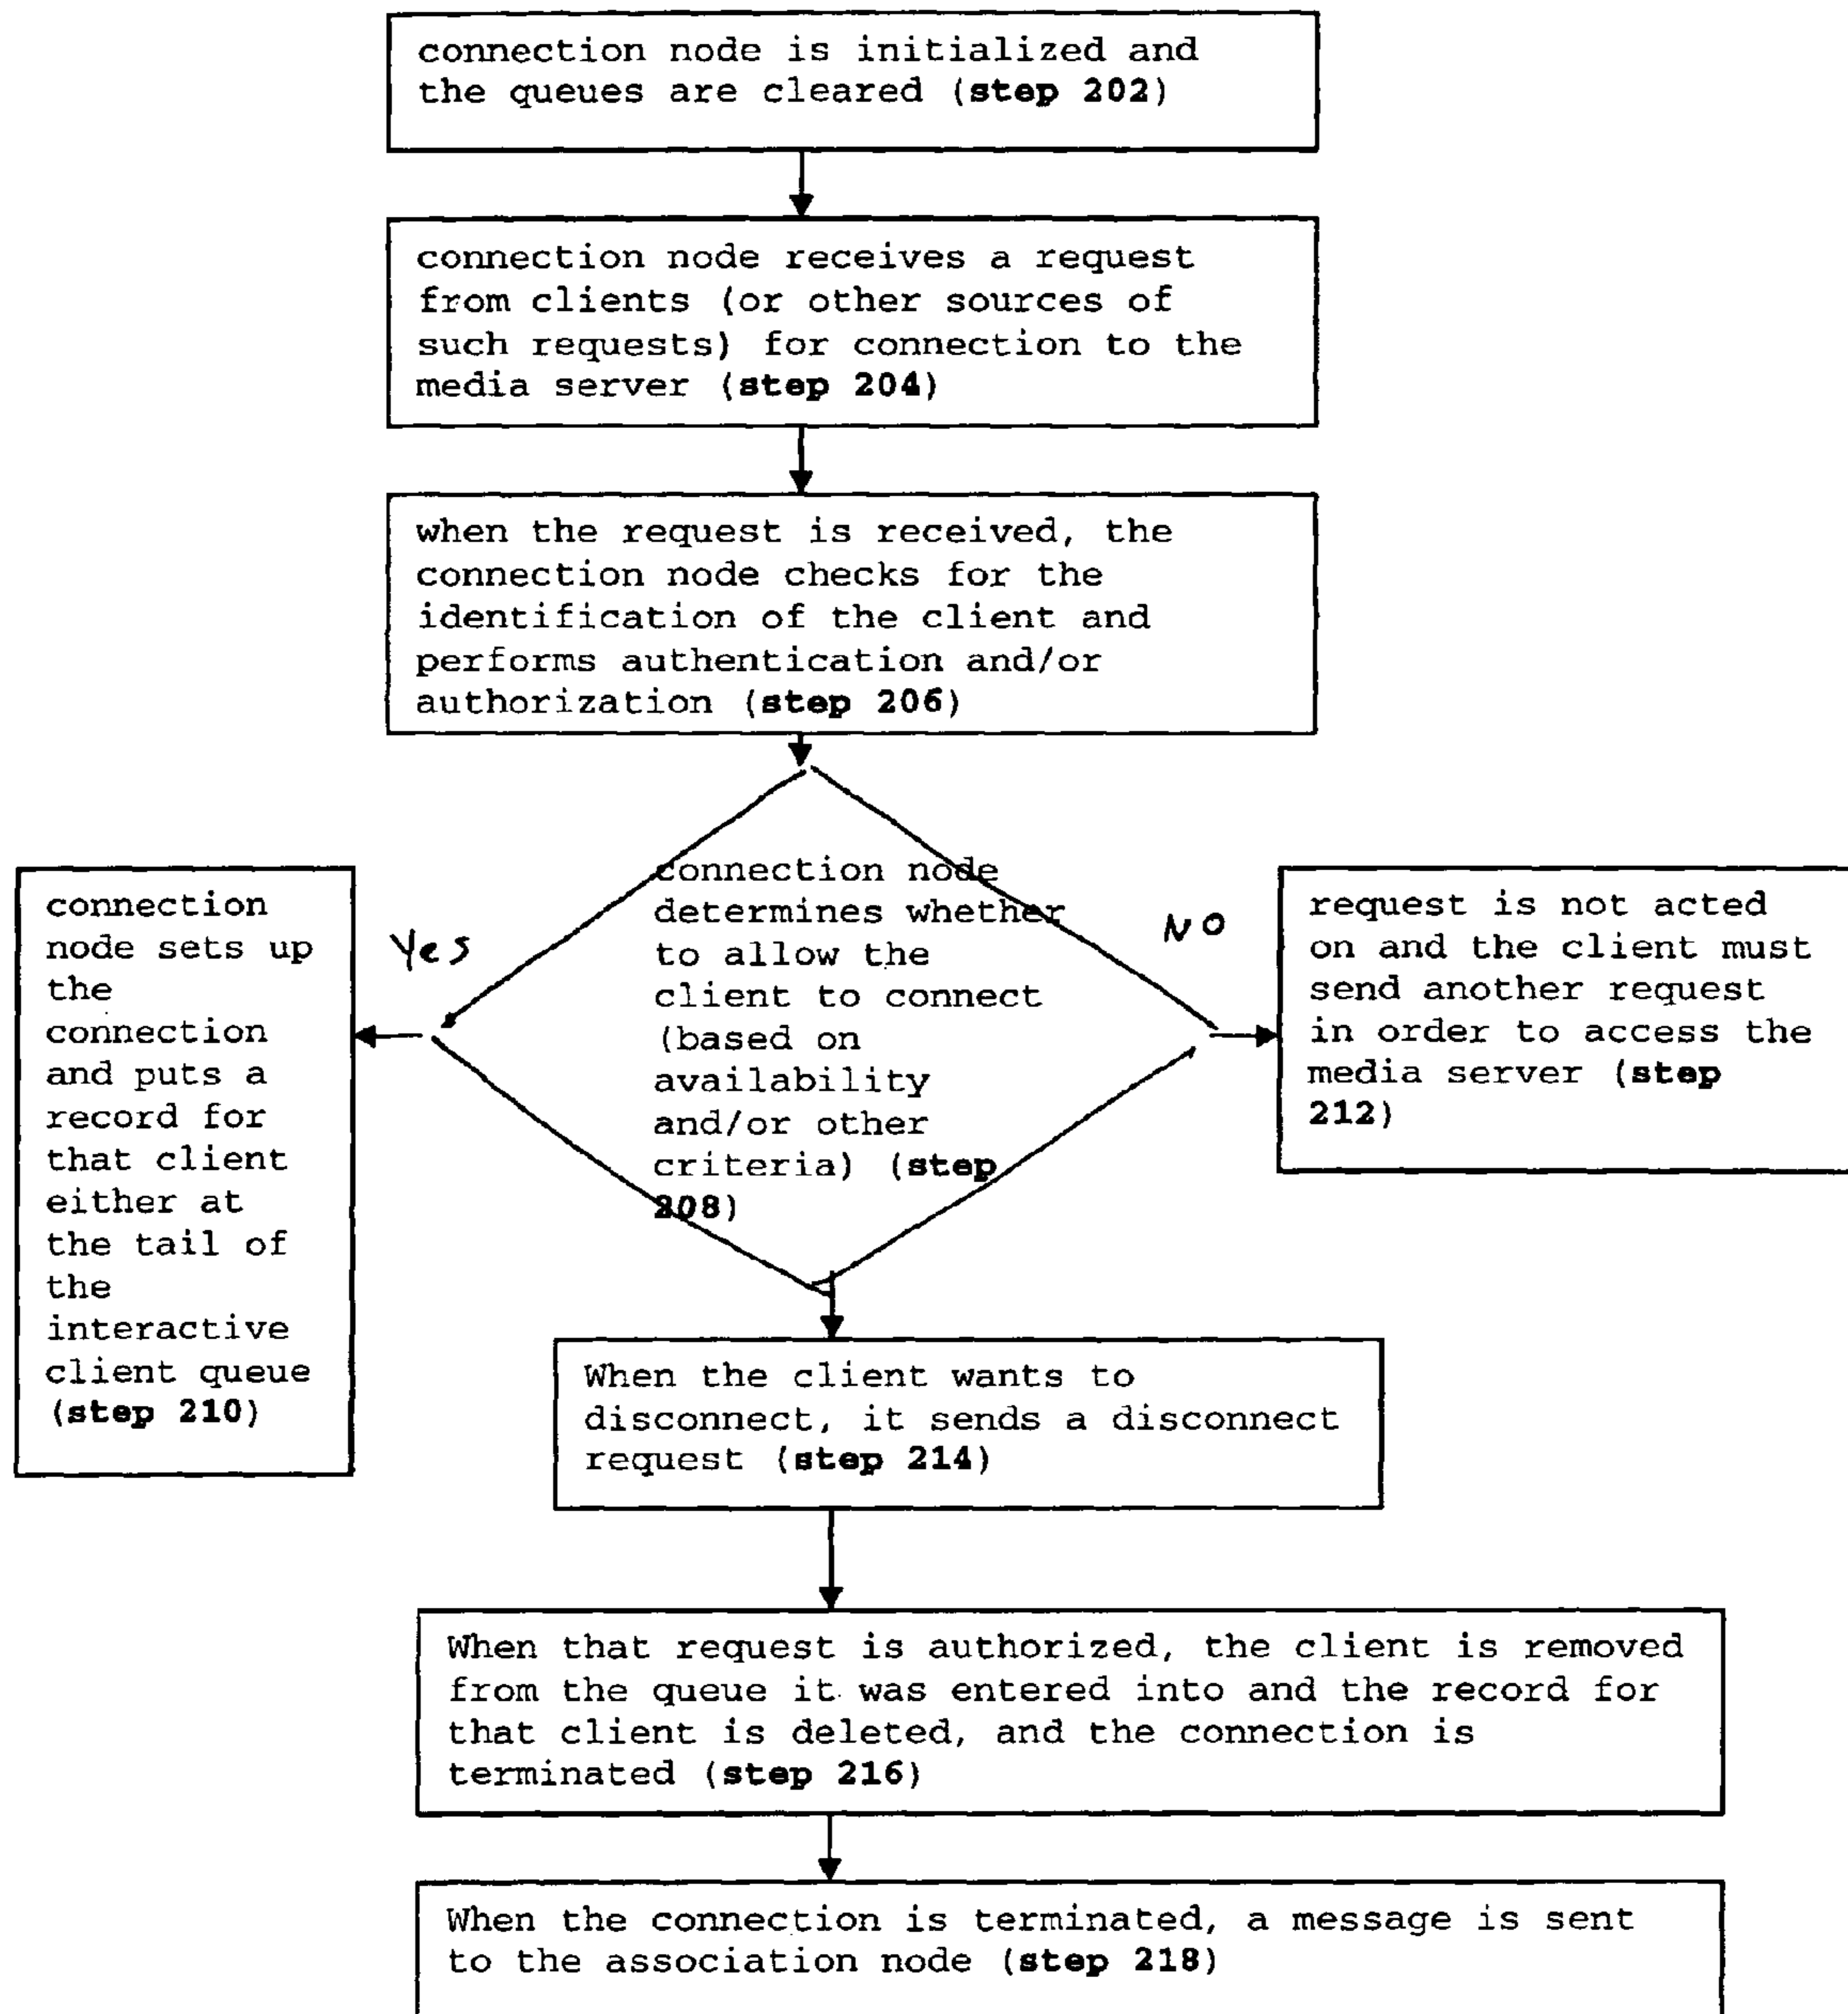 connection node is initialized and
the queues are cleared (step 202)
connection node receives a request
from clients (or other sources of
such requests) for connection to the
media server (step 204)
when the request is received, the
connection node checks for the
identification of the client and
performs authentication and/or
authorization (step 206)
connection node
determines whether
to allow the
client to connect
(based on
availability
and/or other
criteria) (step
208)
Yes
connection
node sets up
the
connection
and puts a
record for
that client
either at
the tail of
the
interactive
client queue
(step 210)
NO
request is not acted
on and the client must
send another request
in order to access the
media server (step
212)
When the client wants to
disconnect, it sends a disconnect
request (step 214)
When that request is authorized, the client is removed
from the queue it was entered into and the record for
that client is deleted, and the connection is
terminated (step 216)
When the connection is terminated, a message is sent
to the association node (step 218)